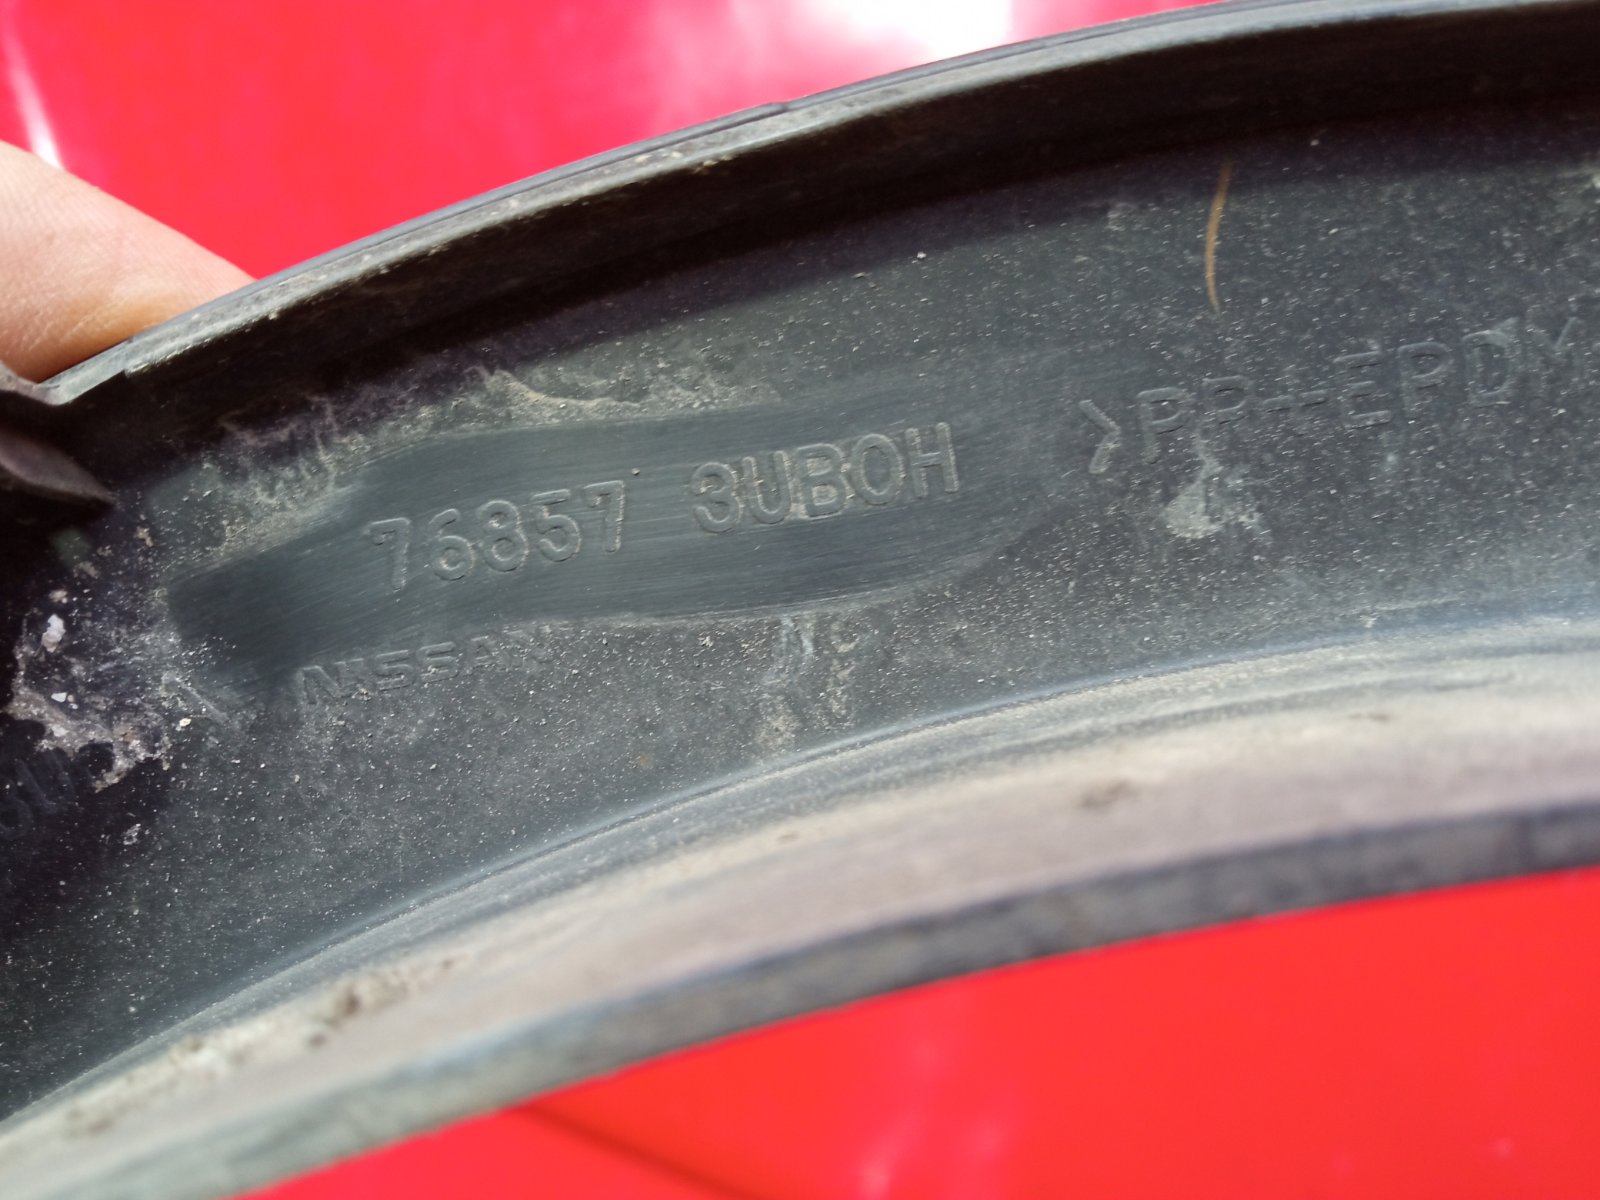 76857 3UB0H
>PP+EPDM
NISSAN